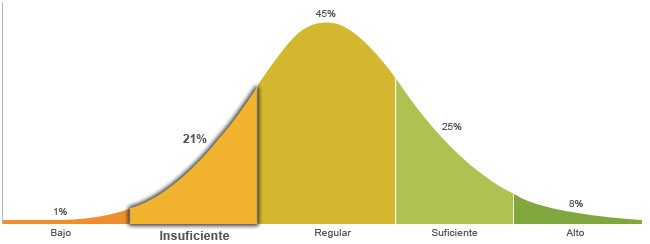 45%
21%
25%
1%
8%
Bajo
Insuficiente
Regular
Suficiente
Alto